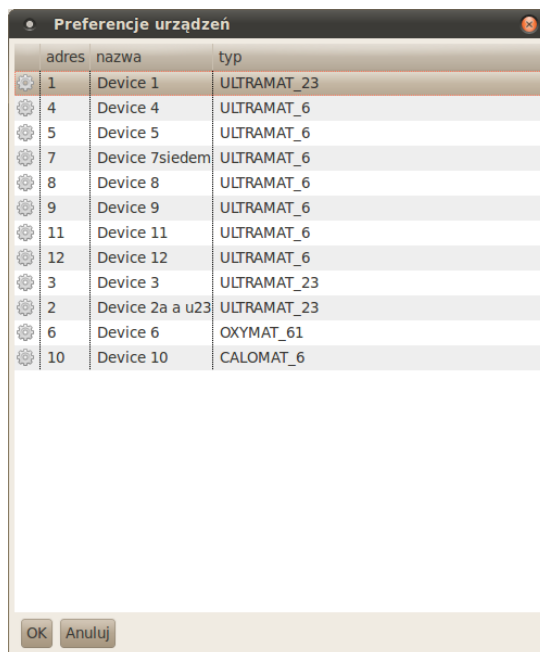 Preferencje urządzeń
adres nazwa typ
1 Device 1 ULTRAMAT_23
4 Device 4 ULTRAMAT_6
5 Device 5 ULTRAMAT_6
7 Device 7siedem ULTRAMAT_6
8 Device 8 ULTRAMAT_6
9 Device 9 ULTRAMAT_6
11 Device 11 ULTRAMAT_6
12 Device 12 ULTRAMAT_6
3 Device 3 ULTRAMAT_23
2 Device 2a a u23 ULTRAMAT_23
6 Device 6 OXYMAT_61
10 Device 10 CALOMAT_6
OK Anuluj